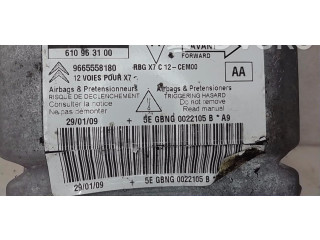 610 96 31 00
AVANT
FORWARD
9665558180 RBG X7 C 12-CEM00
12 VOIES POUR X7 AA
Airbags & Pretensionneurs Airbags & Pretensioners
RISQUE DE DECLENCHEMENT TRIGGERING HAZARD
Consulter la notice Do not remove
Ne pas démonter Read manual
29/01/09 + 5E GBNG 0022105 B * A9
29/01/09 + 5E GBNG 0022105 B *